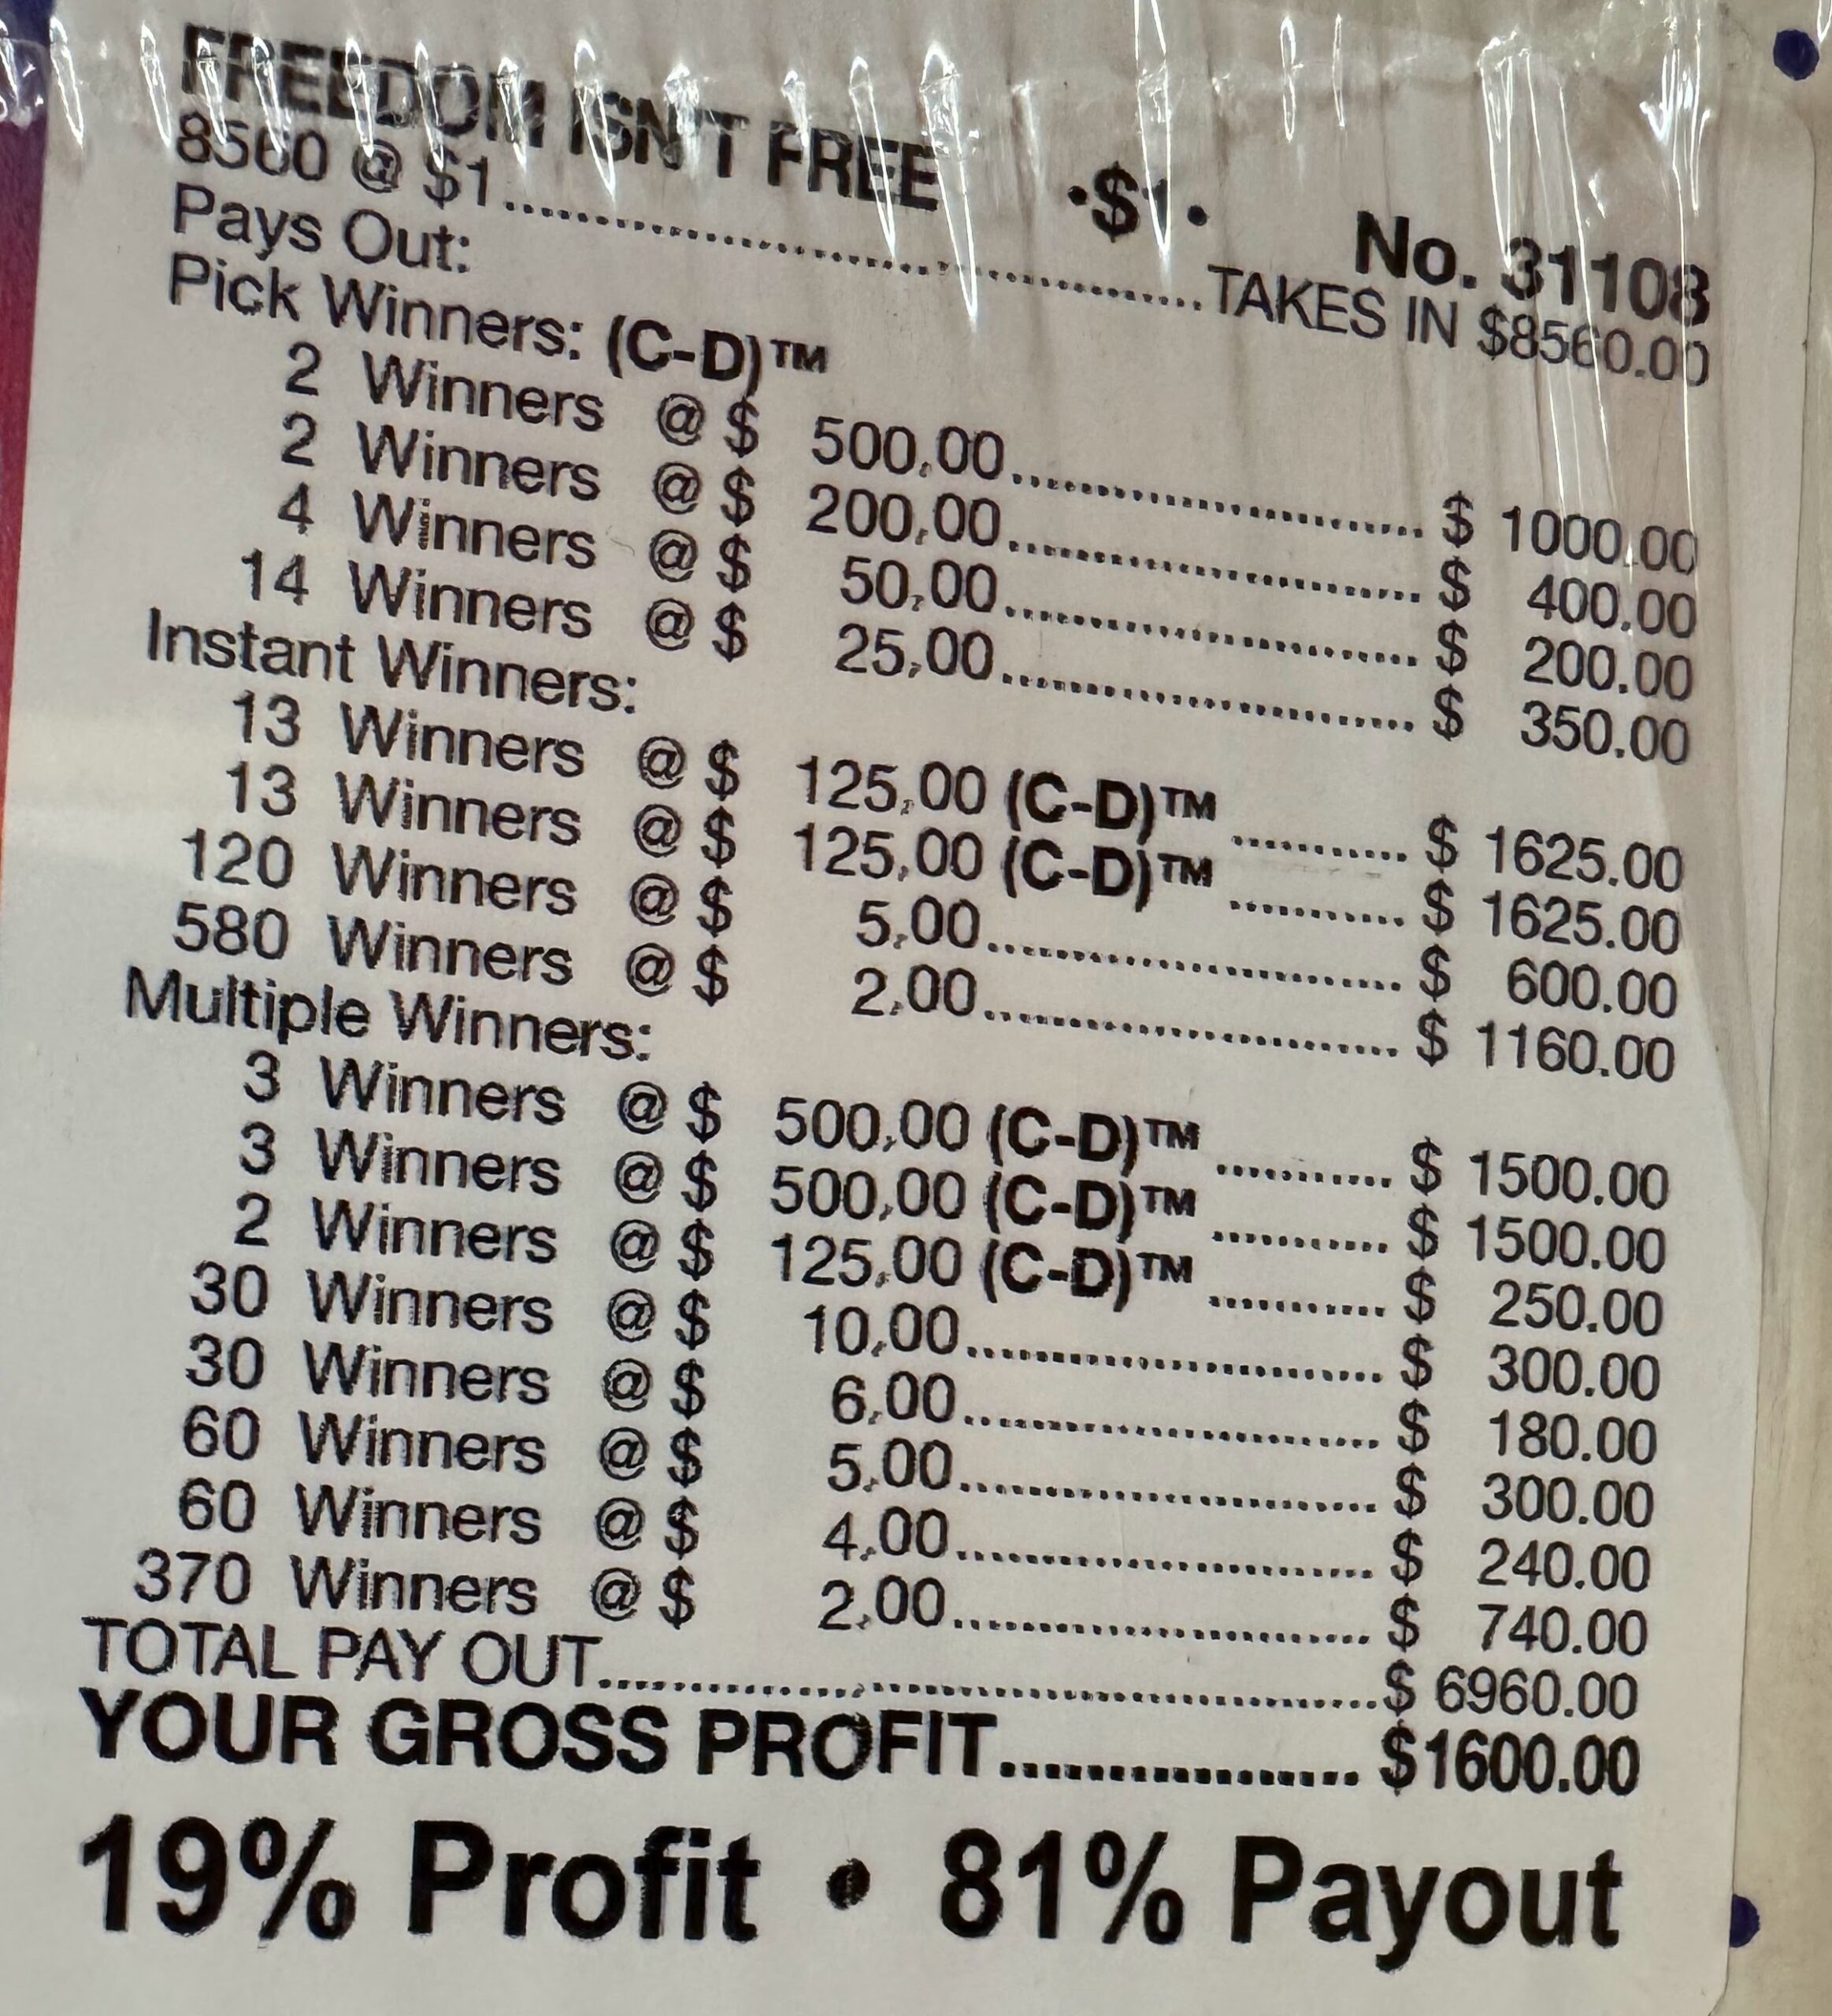 FREEDOM ISN'T FREE •$1• No. 31108
8560 @ $1 TAKES IN $8560.00
Pays Out:
Pick Winners: (C-D)™
2 Winners @ $ 500.00 $ 1000.00
2 Winners @ $ 200.00 $ 400.00
4 Winners @ $ 50.00 $ 200.00
14 Winners @ $ 25.00 $ 350.00
Instant Winners:
13 Winners @ $ 125.00 (C-D)™ $ 1625.00
13 Winners @ $ 125.00 (C-D)™ $ 1625.00
120 Winners @ $ 5.00 $ 600.00
580 Winners @ $ 2.00 $ 1160.00
Multiple Winners:
3 Winners @ $ 500.00 (C-D)™ $ 1500.00
3 Winners @ $ 500.00 (C-D)™ $ 1500.00
2 Winners @ $ 125.00 (C-D)™ $ 250.00
30 Winners @ $ 10.00 $ 300.00
30 Winners @ $ 6.00 $ 180.00
60 Winners @ $ 5.00 $ 300.00
60 Winners @ $ 4.00 $ 240.00
370 Winners @ $ 2.00 $ 740.00
TOTAL PAY OUT $ 6960.00
YOUR GROSS PROFIT $1600.00
19% Profit • 81% Payout